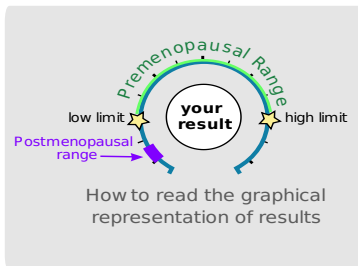 Premenopausal Range
your
result
low limit
high limit
Postmenopausal
range
How to read the graphical
representation of results